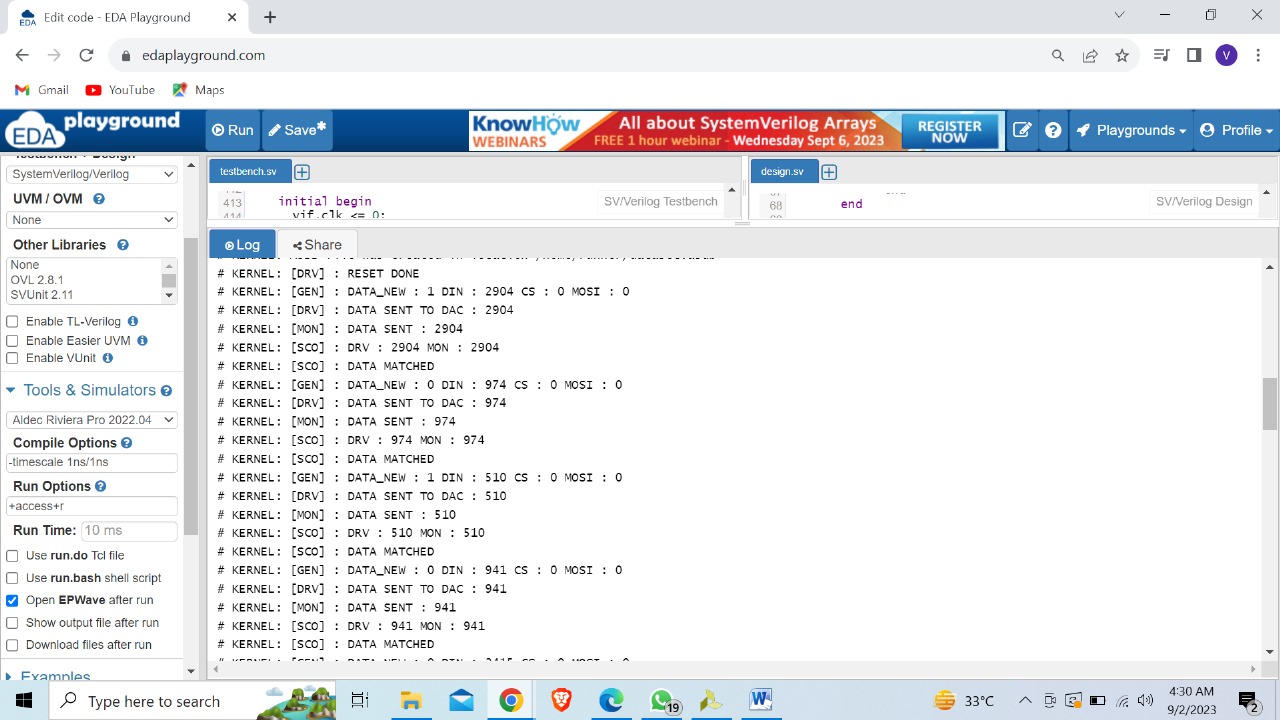 Edit code - EDA Playground
edaplayground.com
Gmail YouTube Maps
V
EDA playground
Run Save*
KnowHow WEBINARS
All about SystemVerilog Arrays
FREE 1 hour webinar - Wednesday Sept 6, 2023
REGISTER NOW
Playgrounds Profile
Testbench + Design
SystemVerilog/Verilog
UVM / OVM
None
Other Libraries
None
OVL 2.8.1
SVUnit 2.11
Enable TL-Verilog
Enable Easier UVM
Enable VUnit
Tools & Simulators
Aldec Riviera Pro 2022.04
Compile Options
-timescale 1ns/1ns
Run Options
+access+r
Run Time: 10 ms
Use run.do Tcl file
Use run.bash shell script
Open EPWave after run
Show output file after run
Download files after run
Examples
testbench.sv
413 initial begin
414 vif.clk <= 0;
SV/Verilog Testbench
design.sv
68 end
SV/Verilog Design
Log Share
# KERNEL: [DRV] : RESET DONE
# KERNEL: [GEN] : DATA_NEW : 1 DIN : 2904 CS : 0 MOSI : 0
# KERNEL: [DRV] : DATA SENT TO DAC : 2904
# KERNEL: [MON] : DATA SENT : 2904
# KERNEL: [SCO] : DRV : 2904 MON : 2904
# KERNEL: [SCO] : DATA MATCHED
# KERNEL: [GEN] : DATA_NEW : 0 DIN : 974 CS : 0 MOSI : 0
# KERNEL: [DRV] : DATA SENT TO DAC : 974
# KERNEL: [MON] : DATA SENT : 974
# KERNEL: [SCO] : DRV : 974 MON : 974
# KERNEL: [SCO] : DATA MATCHED
# KERNEL: [GEN] : DATA_NEW : 1 DIN : 510 CS : 0 MOSI : 0
# KERNEL: [DRV] : DATA SENT TO DAC : 510
# KERNEL: [MON] : DATA SENT : 510
# KERNEL: [SCO] : DRV : 510 MON : 510
# KERNEL: [SCO] : DATA MATCHED
# KERNEL: [GEN] : DATA_NEW : 0 DIN : 941 CS : 0 MOSI : 0
# KERNEL: [DRV] : DATA SENT TO DAC : 941
# KERNEL: [MON] : DATA SENT : 941
# KERNEL: [SCO] : DRV : 941 MON : 941
# KERNEL: [SCO] : DATA MATCHED
Type here to search
19
33°C
4:30 AM
9/2/2023
2